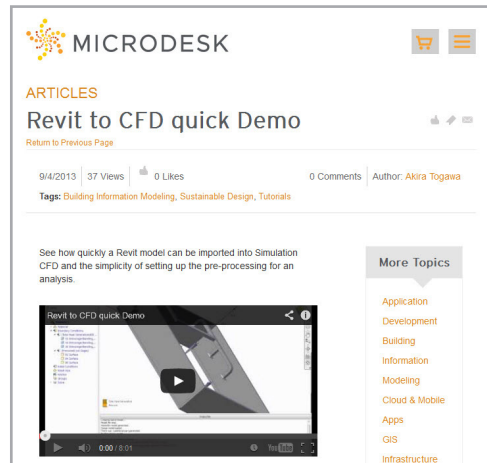 MICRODESK
ARTICLES
Revit to CFD quick Demo
Return to Previous Page
9/4/2013 37 Views 0 Likes 0 Comments Author: Akira Togawa
Tags: Building Information Modeling, Sustainable Design, Tutorials
See how quickly a Revit model can be imported into Simulation
CFD and the simplicity of setting up the pre-processing for an
analysis.
Revit to CFD quick Demo
0:00 / 8:01
YouTube
More Topics
Application
Development
Building
Information
Modeling
Cloud & Mobile
Apps
GIS
Infrastructure